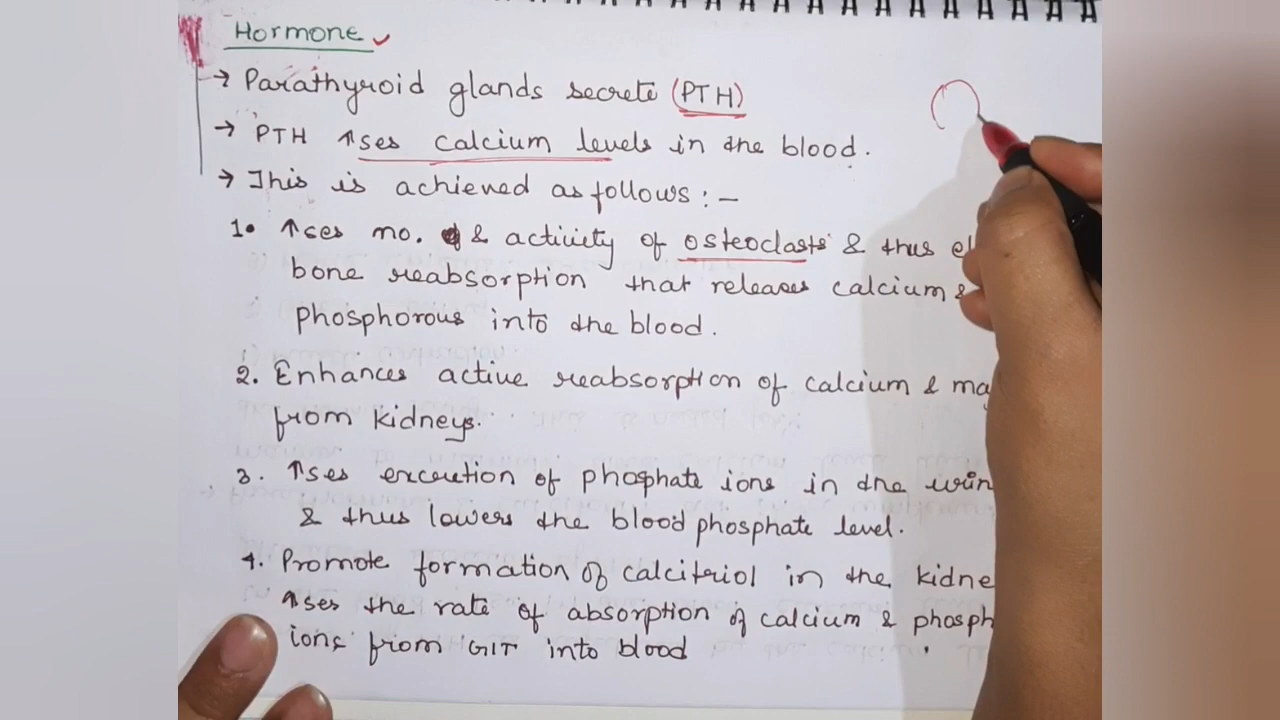 Hormone
→ Parathyroid glands secrete (PTH)
→ PTH ↑ses calcium levels in the blood.
→ This is achieved as follows :-
1. ↑ces no. & activity of osteoclasts & thus
bone reabsorption that releases calcium &
phosphorous into the blood.
2. Enhances active reabsorption of calcium &
from kidneys.
3. ↑ses excretion of phosphate ions in the
& thus lowers the blood phosphate level.
4. Promote formation of calcitriol in the
↑ses the rate of absorption of calcium &
ions from GIT into blood